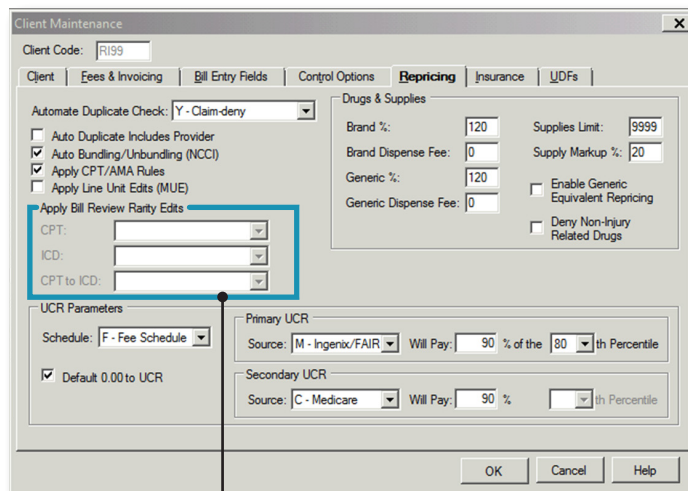 Client Maintenance
Client Code: RI99
Client Fees & Invoicing Bill Entry Fields Control Options Repricing Insurance UDFs
Automate Duplicate Check: Y - Claim-deny
Auto Duplicate Includes Provider
Auto Bundling/Unbundling (NCCI)
Apply CPT/AMA Rules
Apply Line Unit Edits (MUE)
Apply Bill Review Rarity Edits
CPT:
ICD:
CPT to ICD:
Drugs & Supplies
Brand %: 120 Supplies Limit: 9999
Brand Dispense Fee: 0 Supply Markup %: 20
Generic %: 120 Enable Generic
Equivalent Repricing
Generic Dispense Fee: 0
Deny Non-Injury
Related Drugs
UCR Parameters
Schedule: F - Fee Schedule
Default 0.00 to UCR
Primary UCR
Source: M - Ingenix/FAIR Will Pay: 90 % of the 80 th Percentile
Secondary UCR
Source: C - Medicare Will Pay: 90 % th Percentile
OK Cancel Help